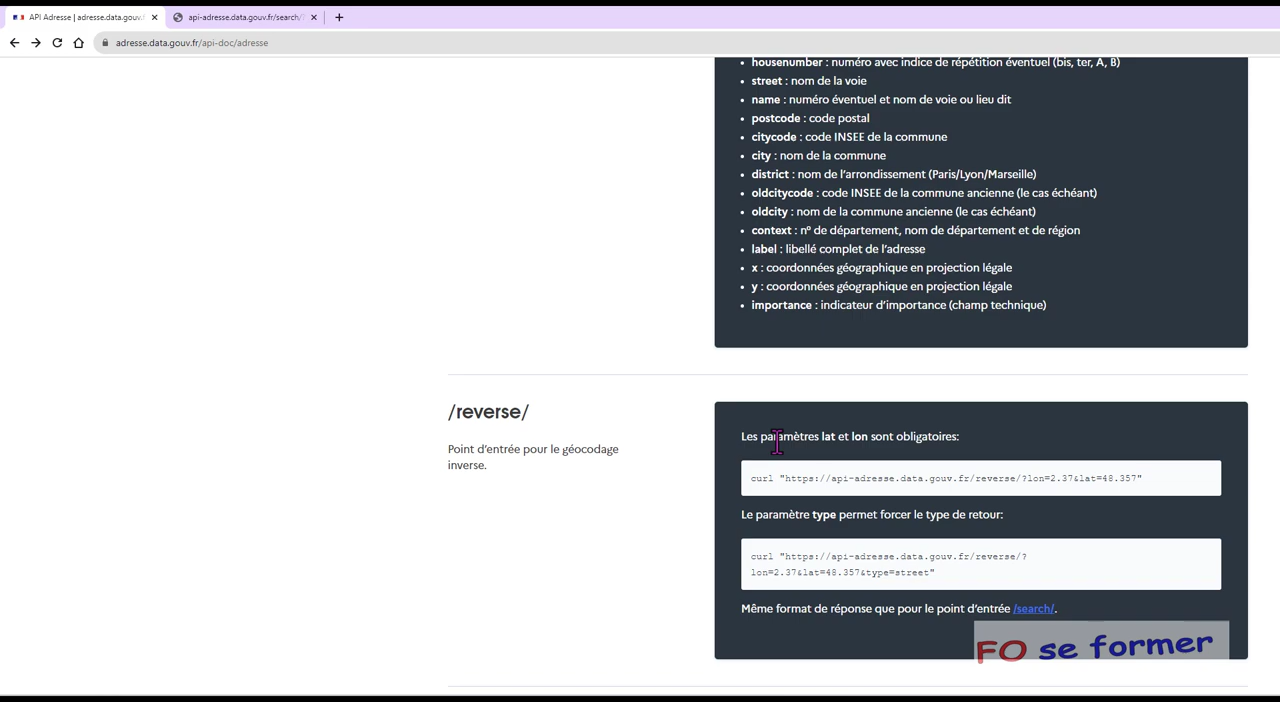 API Adresse | adresse.data.gouv.f
api-adresse.data.gouv.fr/search/?
adresse.data.gouv.fr/api-doc/adresse
housenumber : numéro avec indice de répétition éventuel (bis, ter, A, B)
street : nom de la voie
name : numéro éventuel et nom de voie ou lieu dit
postcode : code postal
citycode : code INSEE de la commune
city : nom de la commune
district : nom de l'arrondissement (Paris/Lyon/Marseille)
oldcitycode : code INSEE de la commune ancienne (le cas échéant)
oldcity : nom de la commune ancienne (le cas échéant)
context : n° de département, nom de département et de région
label : libellé complet de l'adresse
x : coordonnées géographique en projection légale
y : coordonnées géographique en projection légale
importance : indicateur d'importance (champ technique)
/reverse/
Point d'entrée pour le géocodage
inverse.
Les paramètres lat et lon sont obligatoires:
curl "https://api-adresse.data.gouv.fr/reverse/?lon=2.37&lat=48.357"
Le paramètre type permet forcer le type de retour:
curl "https://api-adresse.data.gouv.fr/reverse/?
lon=2.37&lat=48.357&type=street"
Même format de réponse que pour le point d'entrée /search/.
FO se former